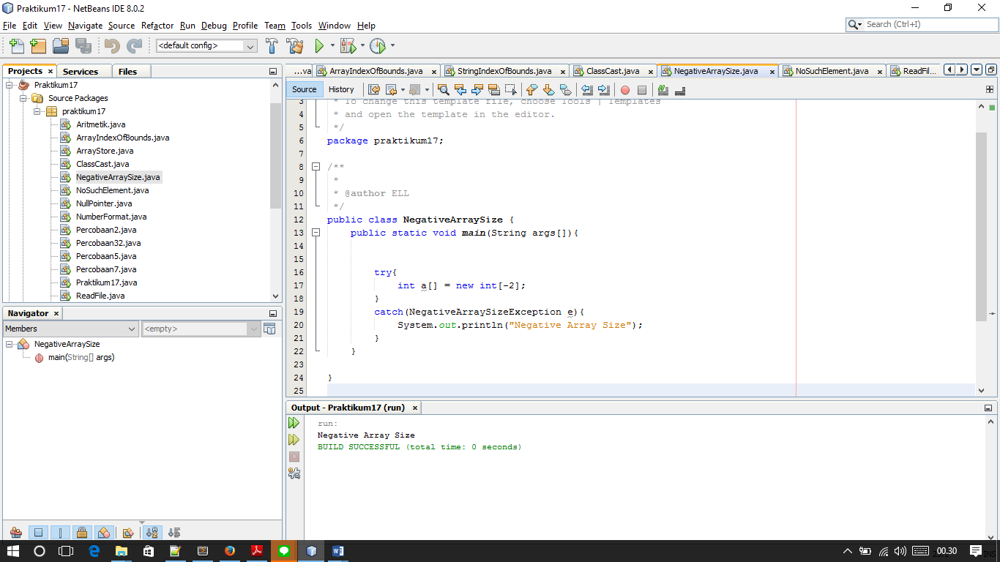 Praktikum17 - NetBeans IDE 8.0.2
File Edit View Navigate Source Refactor Run Debug Profile Team Tools Window Help
Search (Ctrl+I)
<default config>
Projects Services Files
Praktikum17
Source Packages
praktikum17
Aritmetik.java
ArrayIndexOfBounds.java
ArrayStore.java
ClassCast.java
NegativeArraySize.java
NoSuchElement.java
NullPointer.java
NumberFormat.java
Percobaan2.java
Percobaan32.java
Percobaan5.java
Percobaan7.java
Praktikum17.java
ReadFile.java
Navigator
Members <empty>
NegativeArraySize
main(String[] args)
...va ArrayIndexOfBounds.java StringIndexOfBounds.java ClassCast.java NegativeArraySize.java NoSuchElement.java ReadFil...
Source History
3 * To change this template file, choose Tools | Templates
4 * and open the template in the editor.
5 */
6 package praktikum17;
7
8 /**
9 *
10 * @author ELL
11 */
12 public class NegativeArraySize {
13 public static void main(String args[]){
14
15
16 try{
17 int a[] = new int[-2];
18 }
19 catch(NegativeArraySizeException e){
20 System.out.println("Negative Array Size");
21 }
22 }
23
24 }
25
Output - Praktikum17 (run)
run:
Negative Array Size
BUILD SUCCESSFUL (total time: 0 seconds)
00.30
INS